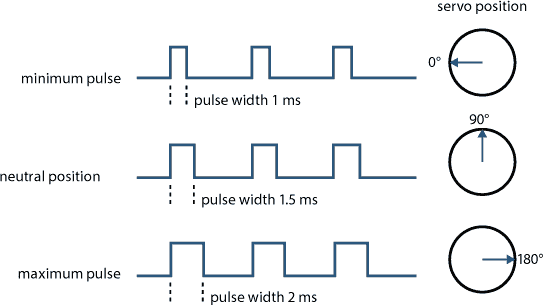 servo position
minimum pulse
0°
pulse width 1 ms
90°
neutral position
pulse width 1.5 ms
maximum pulse
180°
pulse width 2 ms